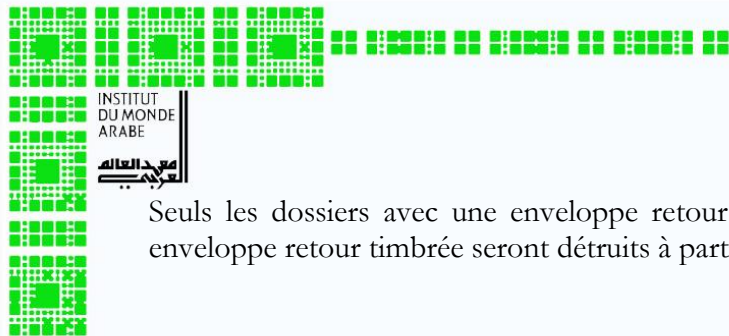 INSTITUT
DU MONDE
ARABE
معهد العالم
العربي
Seuls les dossiers avec une enveloppe retour
enveloppe retour timbrée seront détruits à part